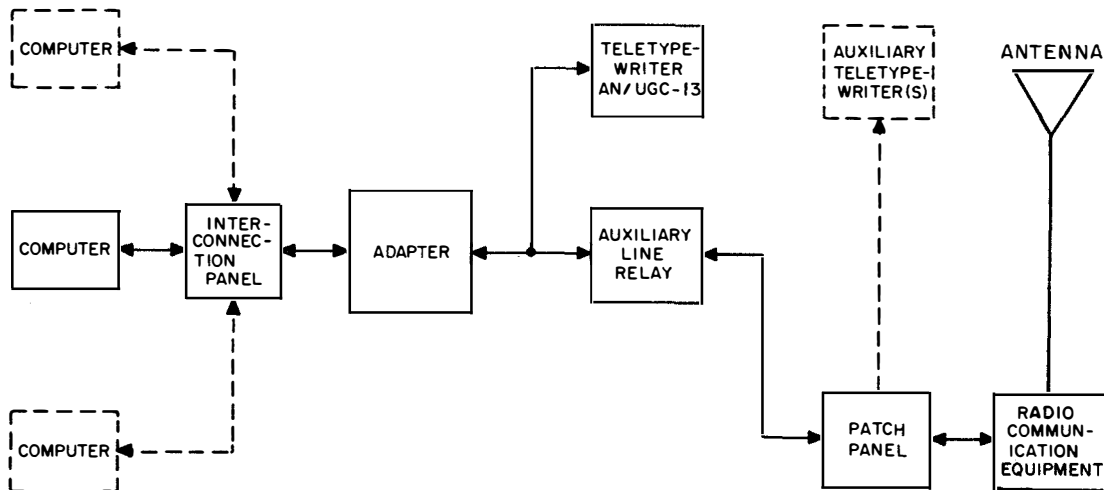 COMPUTER
TELETYPE-
WRITER
AN/UGC-13
AUXILIARY
TELETYPE-
WRITER(S)
ANTENNA
COMPUTER
INTER-
CONNEC-
TION
PANEL
ADAPTER
AUXILIARY
LINE
RELAY
COMPUTER
PATCH
PANEL
RADIO
COMMUN-
ICATION
EQUIPMENT